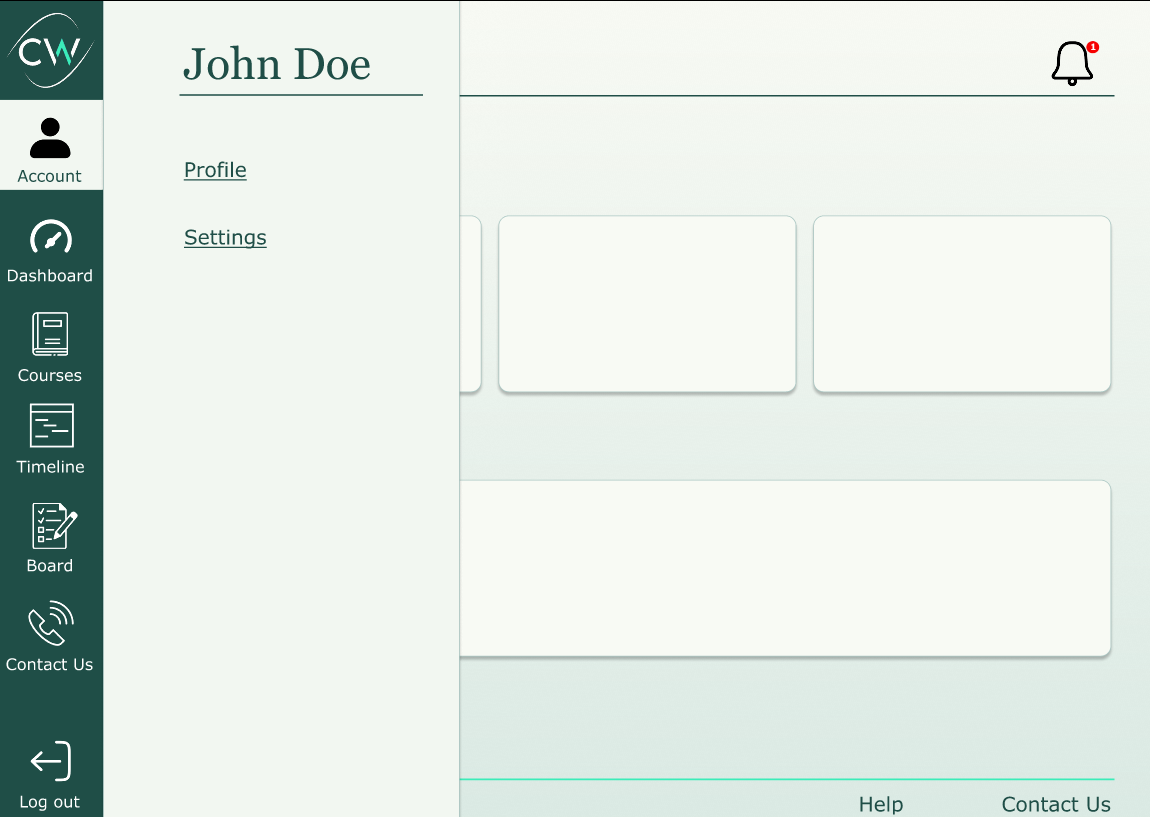 CW
John Doe
1
Account
Profile
Settings
Dashboard
Courses
Timeline
Board
Contact Us
Log out
Help
Contact Us